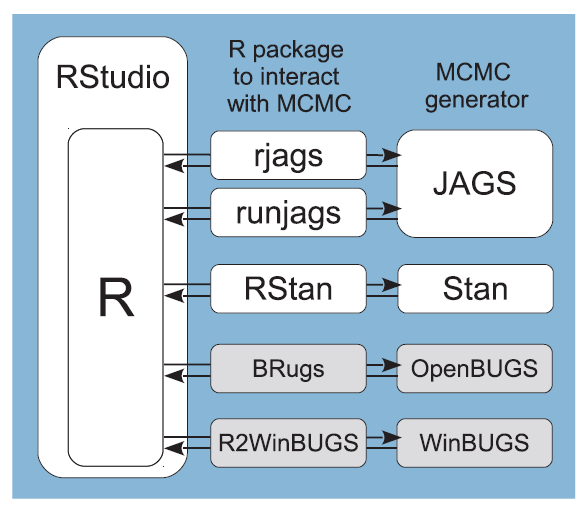 RStudio
R package
to interact
with MCMC
MCMC
generator
rjags
JAGS
runjags
R
RStan
Stan
BRugs
OpenBUGS
R2WinBUGS
WinBUGS